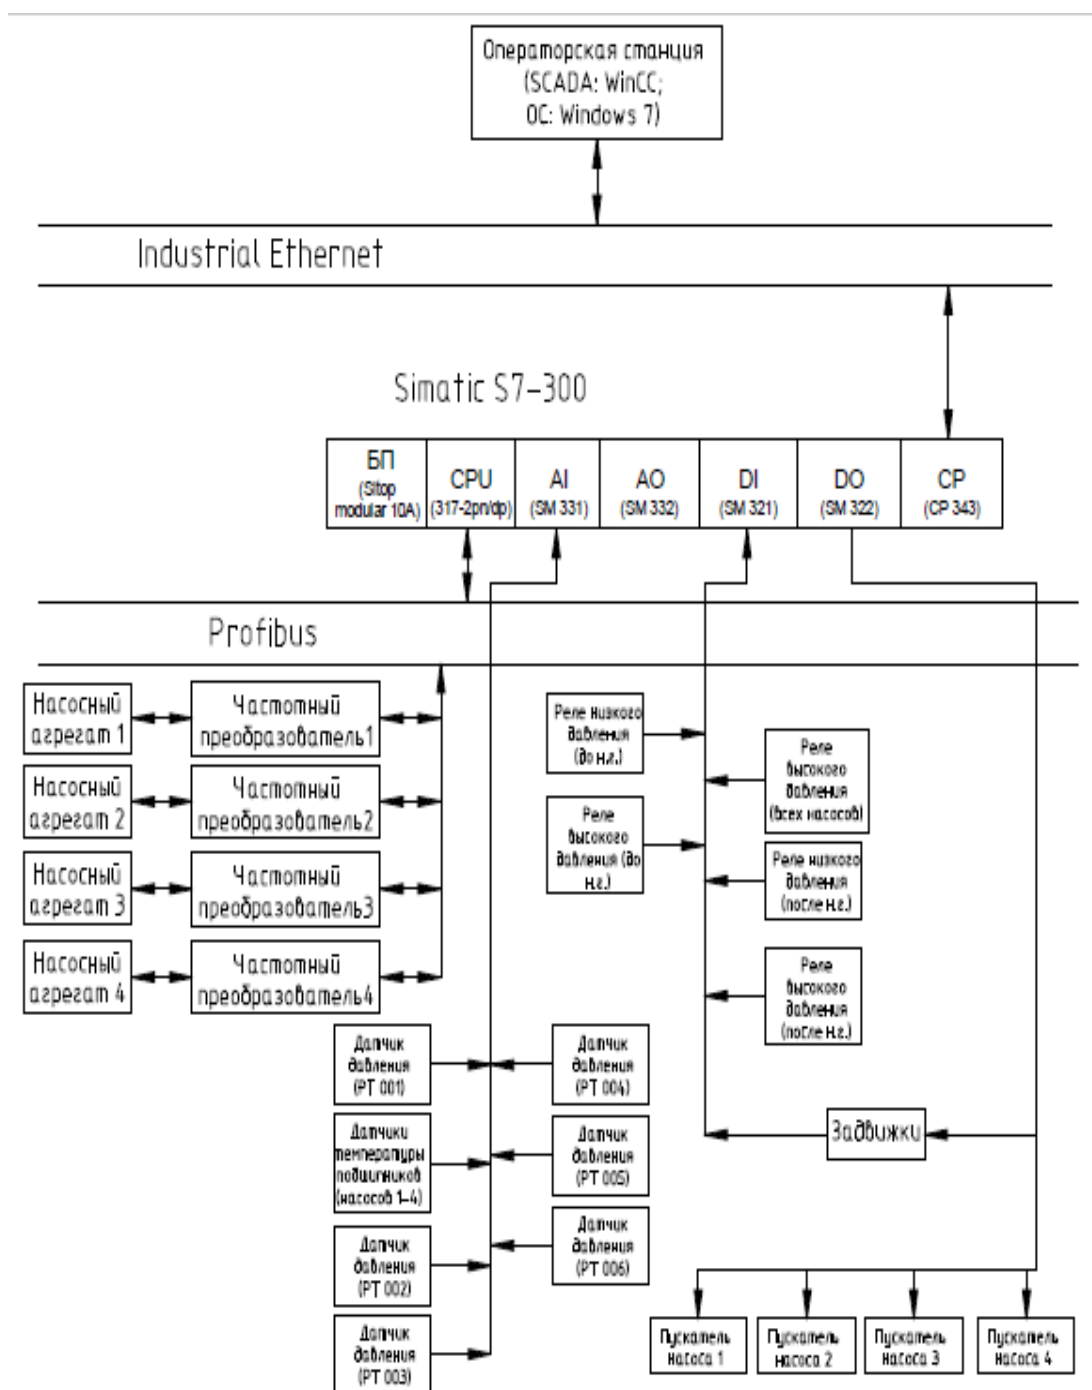 Операторская станция
(SCADA: WinCC;
ОС: Windows 7)
Industrial Ethernet
Simatic S7-300
БП
(Sitop
modular 10A)
CPU
(317-2pn/dp)
AI
(SM 331)
AO
(SM 332)
DI
(SM 321)
DO
(SM 322)
CP
(CP 343)
Profibus
Насосный
агрегат 1
Частотный
преобразователь1
Насосный
агрегат 2
Частотный
преобразователь2
Насосный
агрегат 3
Частотный
преобразователь3
Насосный
агрегат 4
Частотный
преобразователь4
Реле низкого
давления
(до н.г.)
Реле
высокого
давления
(всех насосов)
Реле
высокого
давления (до
н.г.)
Реле низкого
давления
(после н.г.)
Реле
высокого
давления
(после н.г.)
Датчик
давления
(PT 001)
Датчик
давления
(PT 004)
Датчики
температуры
подшипников
(насосов 1-4)
Датчик
давления
(PT 005)
Датчик
давления
(PT 002)
Датчик
давления
(PT 006)
Датчик
давления
(PT 003)
Задвижки
Пускатель
насоса 1
Пускатель
насоса 2
Пускатель
насоса 3
Пускатель
насоса 4